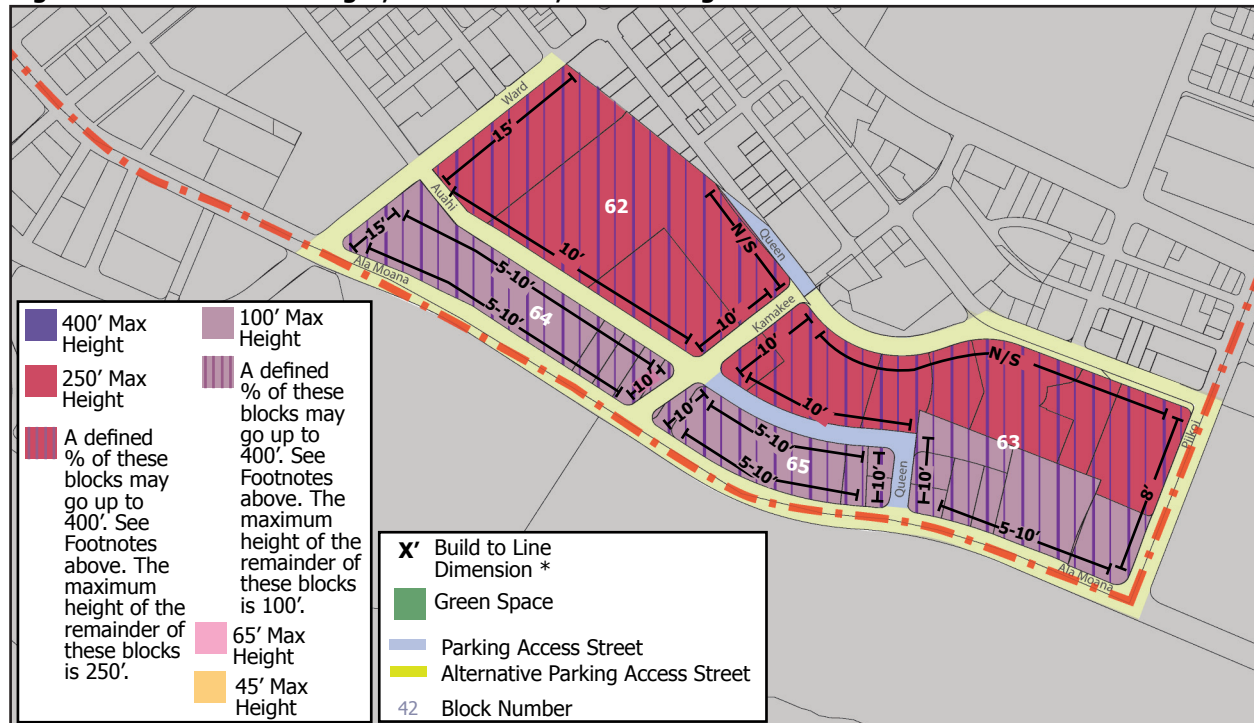 Ward
15'
Auahi
62
N/S
Queen
15'
10'
5-10'
Ala Moana
64
5-10'
10'
Kamakee
10'
10'
N/S
10'
10'
5-10'
65
5-10'
10'
Queen
10'
63
Piikoi
8'
5-10'
Ala Moana
400' Max
Height
250' Max
Height
A defined
% of these
blocks may
go up to
400'. See
Footnotes
above. The
maximum
height of the
remainder of
these blocks
is 250'.
100' Max
Height
A defined
% of these
blocks may
go up to
400'. See
Footnotes
above. The
maximum
height of the
remainder of
these blocks
is 100'.
65' Max
Height
45' Max
Height
X' Build to Line
Dimension *
Green Space
Parking Access Street
Alternative Parking Access Street
42 Block Number